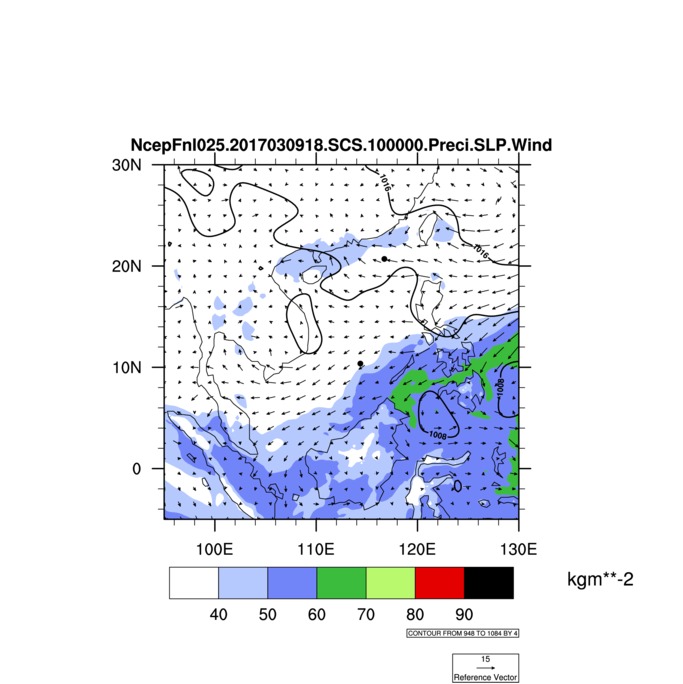 NcepFnl025.2017030918.SCS.100000.Preci.SLP.Wind
30N
1016
1016
20N
10N
1008
1008
0
100E 110E 120E 130E
kgm**-2
40 50 60 70 80 90
CONTOUR FROM 948 TO 1084 BY 4
15
Reference Vector